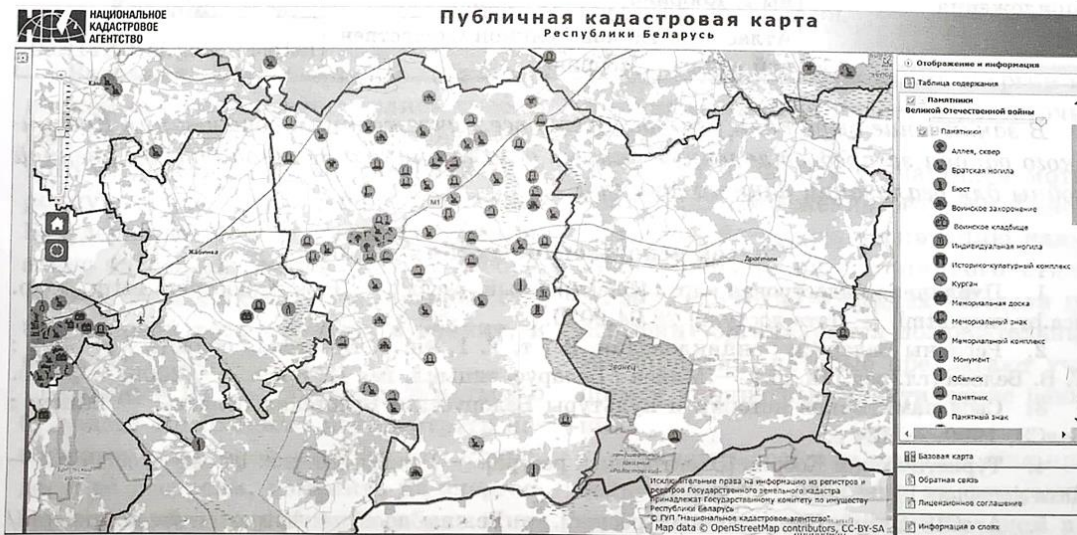 НАЦИОНАЛЬНОЕ
КАДАСТРОВОЕ
АГЕНТСТВО
Публичная кадастровая карта
Республики Беларусь
Отображение и информация
Таблица содержания
Памятники
Великой Отечественной войны
Памятники
Аллея, сквер
Братская могила
Бюст
Воинское захоронение
Воинское кладбище
Индивидуальная могила
Историко-культурный комплекс
Курган
Мемориальная доска
Мемориальный знак
Мемориальный комплекс
Монумент
Обелиск
Памятник
Памятный знак
Базовая карта
Обратная связь
Лицензионное соглашение
Информация о слоях
Жабинка
М1
Дрогичин
Званец
Исключительные права на информацию из регистров и
реестров Государственного земельного кадастра
принадлежат Государственному комитету по имуществу
Республики Беларусь
© ГУП "Национальное кадастровое агентство"
Map data © OpenStreetMap contributors, CC-BY-SA